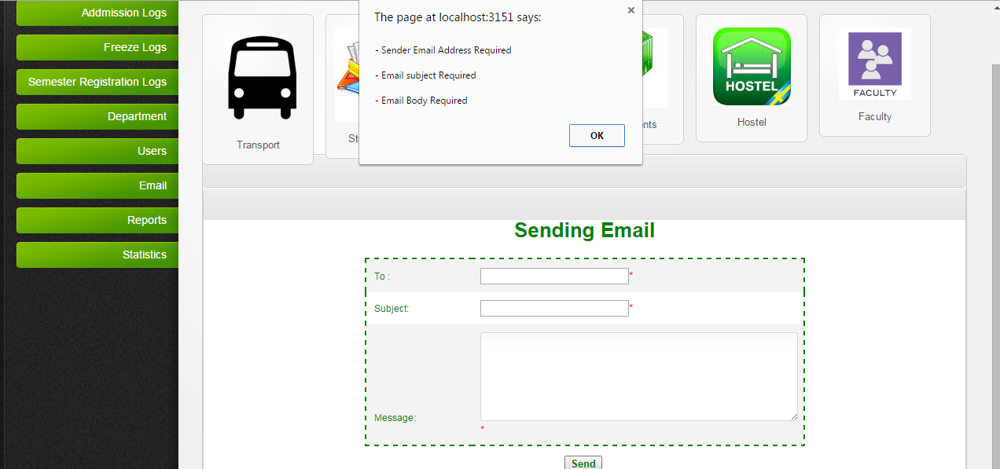 Addmission Logs
Freeze Logs
Semester Registration Logs
Department
Users
Email
Reports
Statistics
The page at localhost:3151 says:
- Sender Email Address Required
- Email subject Required
- Email Body Required
OK
Transport
HOSTEL
Hostel
FACULTY
Faculty
Sending Email
To :
*
Subject:
*
Message:
*
Send